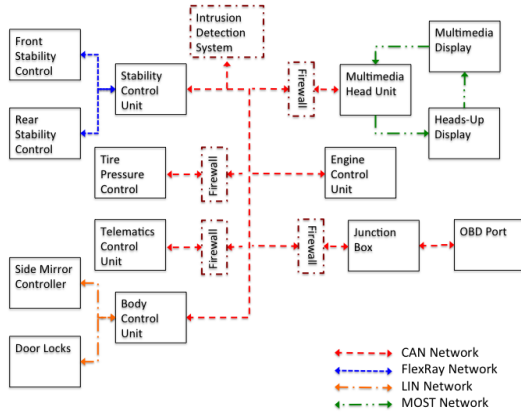 Front
Stability
Control
Intrusion
Detection
System
Multimedia
Display
Stability
Control
Unit
Firewall
Multimedia
Head Unit
Rear
Stability
Control
Heads-Up
Display
Tire
Pressure
Control
Firewall
Engine
Control
Unit
Telematics
Control
Unit
Firewall
Firewall
Junction
Box
OBD Port
Side Mirror
Controller
Body
Control
Unit
Door Locks
CAN Network
FlexRay Network
LIN Network
MOST Network